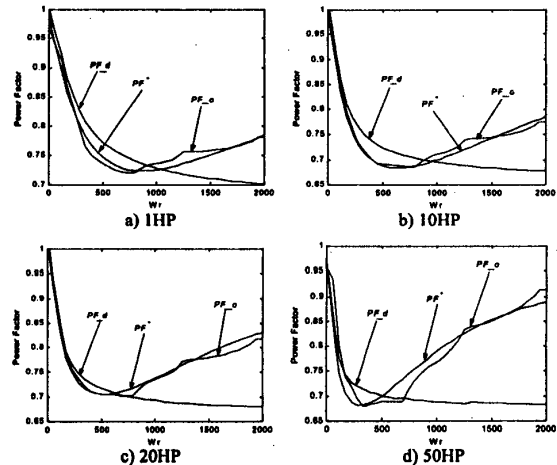 1
0.95
0.9
0.85
0.8
0.75
0.7
Power Factor
PF_d
PF*
PF_o
0
500
1000
1500
2000
Wr
a) 1HP
1
0.95
0.9
0.85
0.8
0.75
0.7
0.65
Power Factor
PF_d
PF*
PF_o
0
500
1000
1500
2000
Wr
b) 10HP
1
0.95
0.9
0.85
0.8
0.75
0.7
0.65
Power Factor
PF_d
PF*
PF_o
0
500
1000
1500
2000
Wr
c) 20HP
1
0.95
0.9
0.85
0.8
0.75
0.7
0.65
Power Factor
PF_d
PF*
PF_o
0
500
1000
1500
2000
Wr
d) 50HP